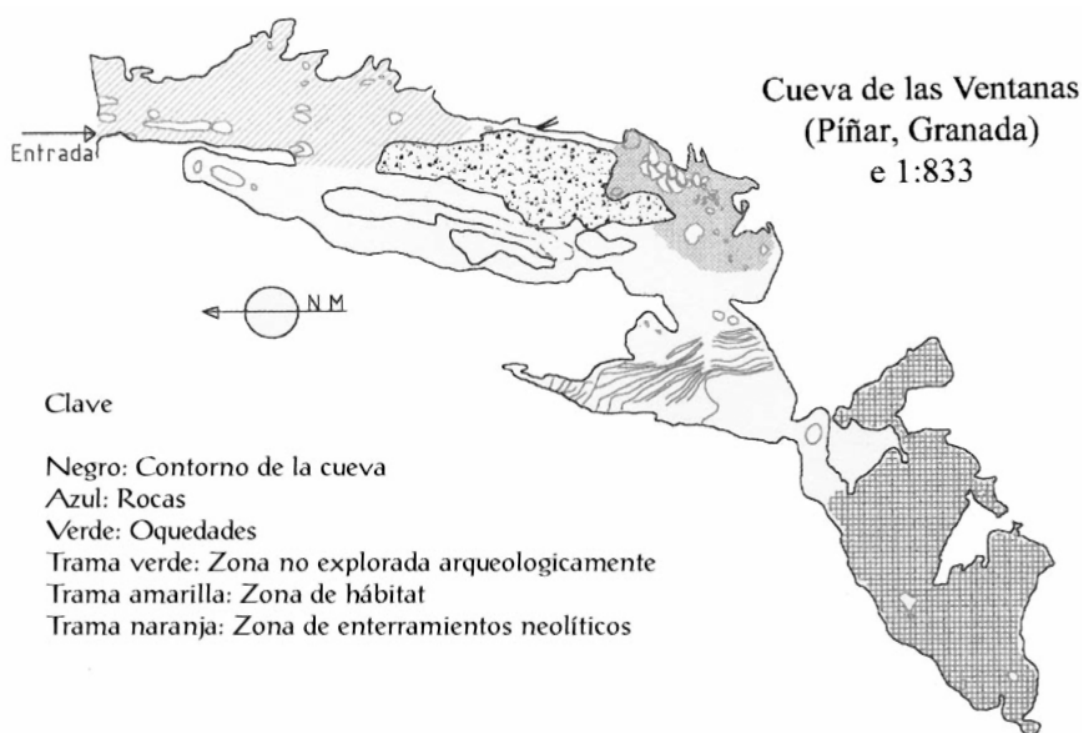 Cueva de las Ventanas
(Píñar, Granada)
e 1:833
Entrada
N M
Clave
Negro: Contorno de la cueva
Azul: Rocas
Verde: Oquedades
Trama verde: Zona no explorada arqueologicamente
Trama amarilla: Zona de hábitat
Trama naranja: Zona de enterramientos neolíticos